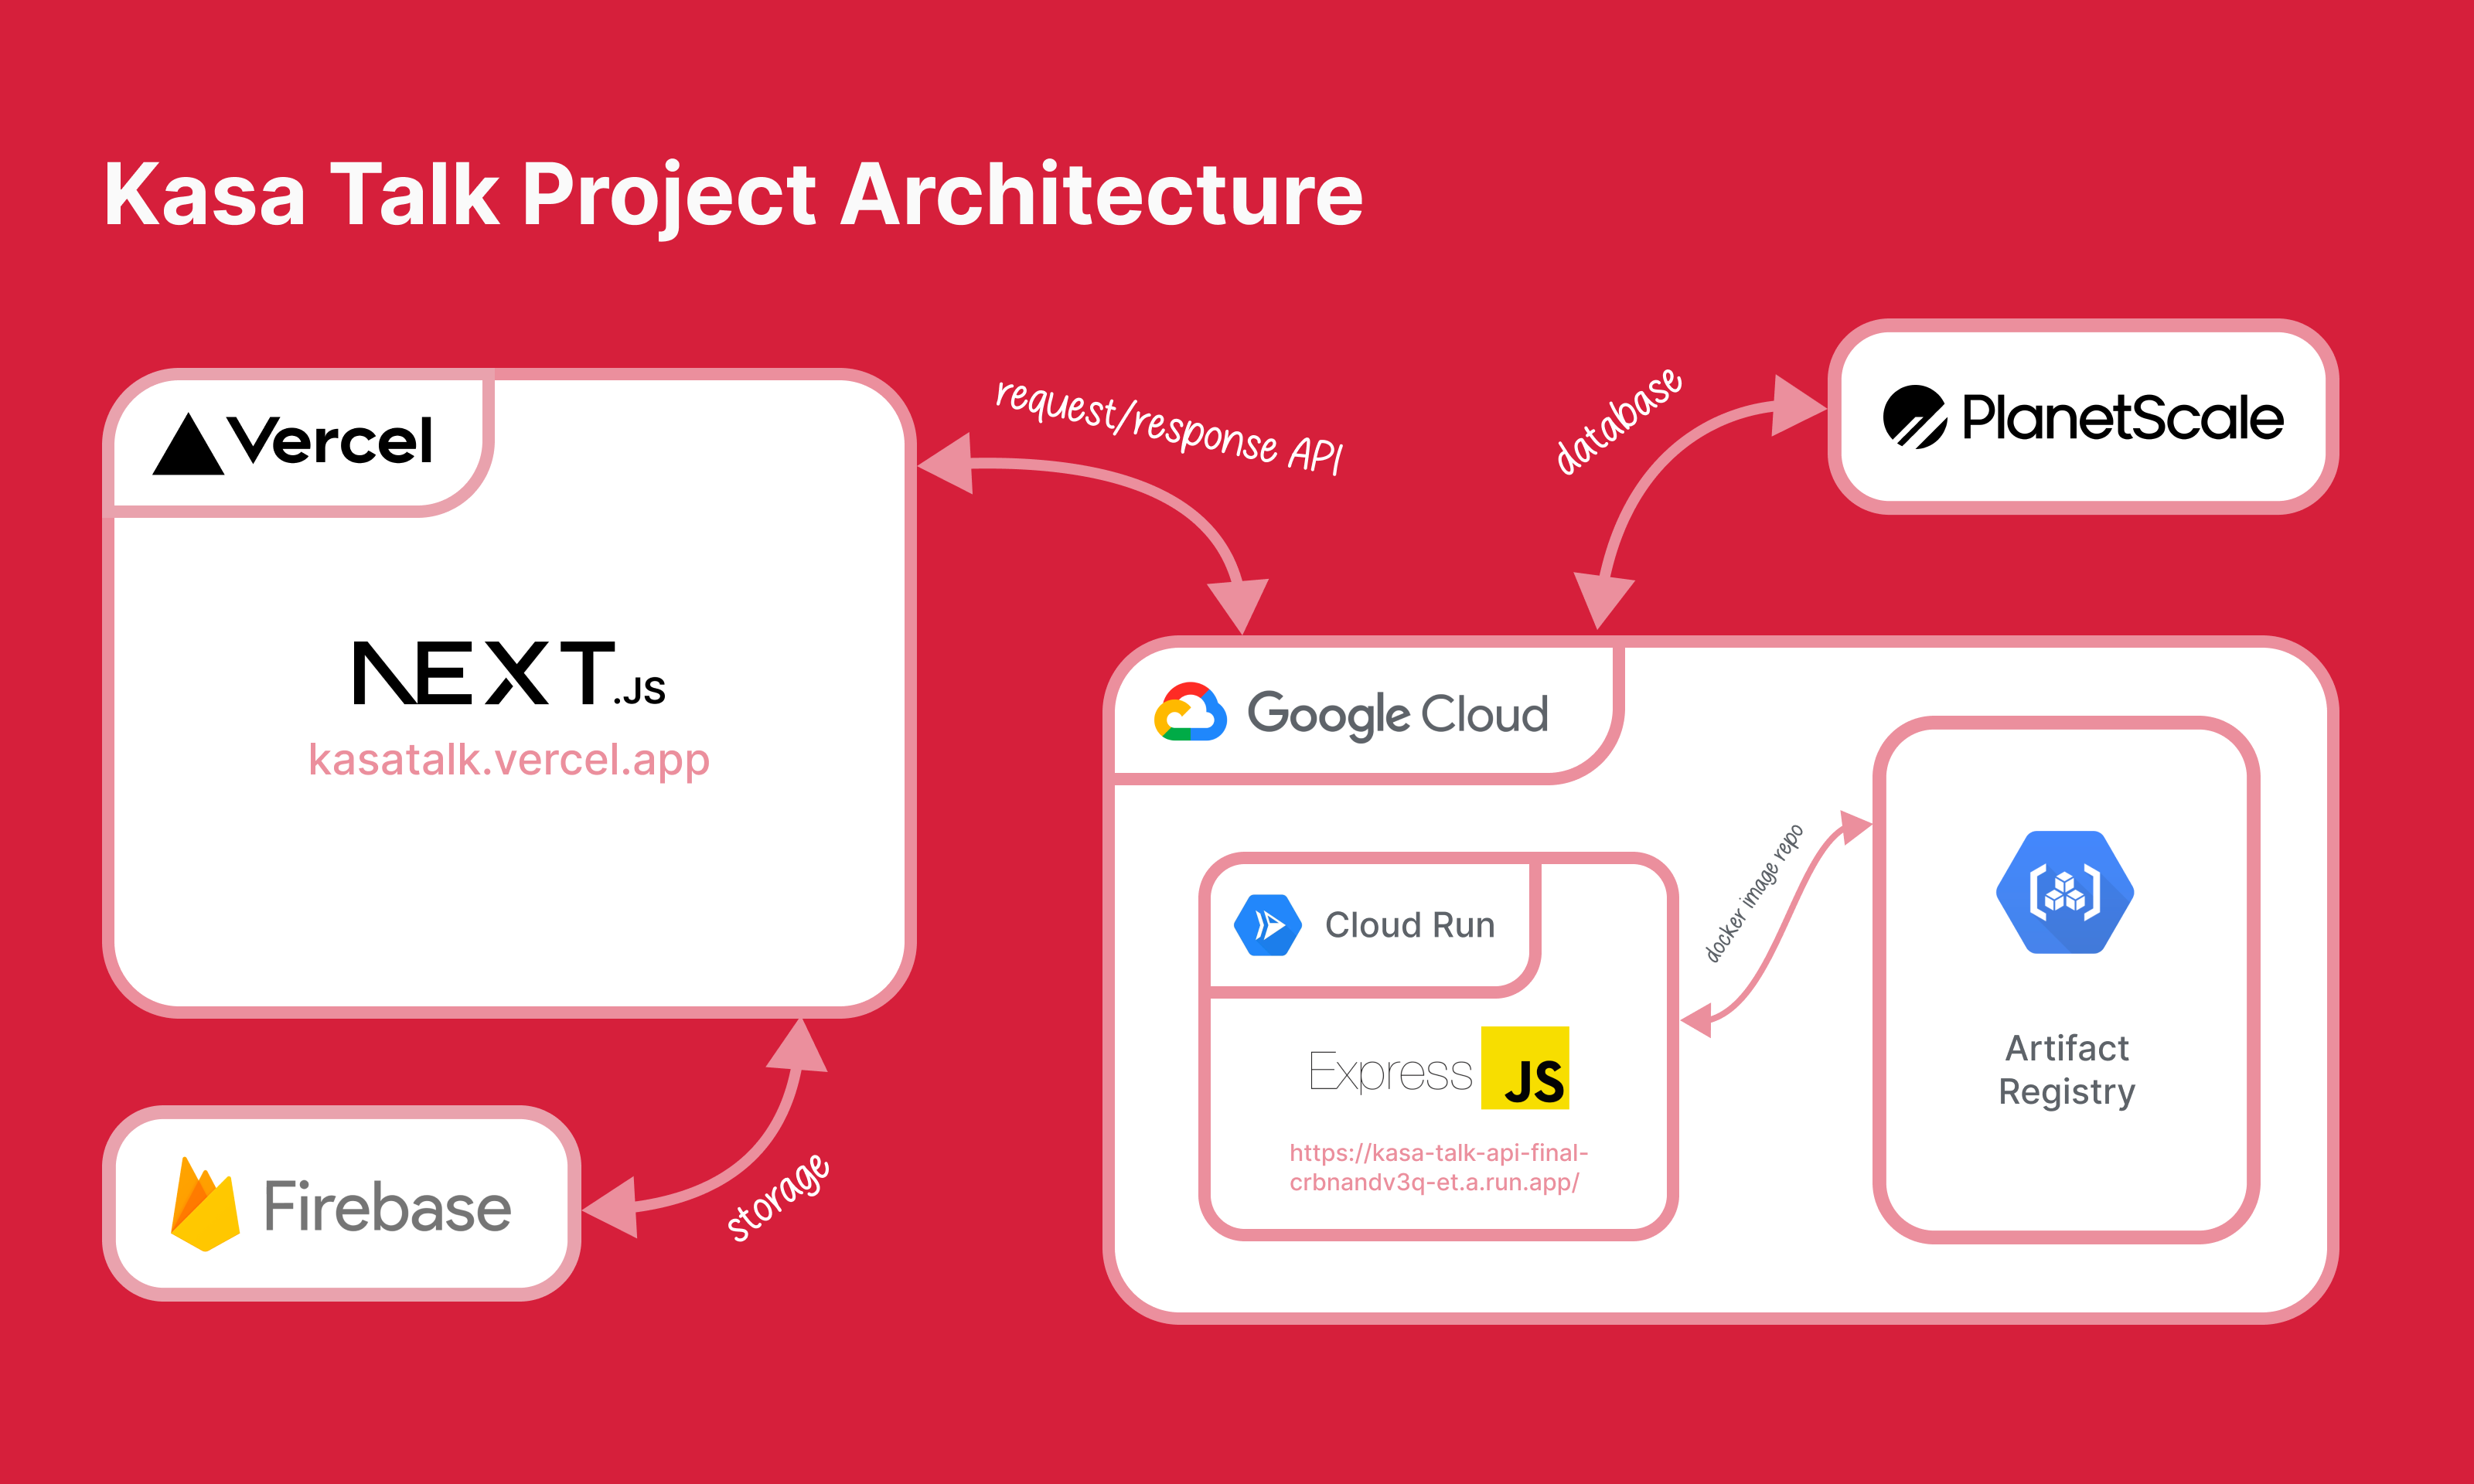 Kasa Talk Project Architecture
Vercel
NEXT.JS
kasatalk.vercel.app
request/response API
database
PlanetScale
Google Cloud
Cloud Run
Express JS
https://kasa-talk-api-final-
crbnandv3q-et.a.run.app/
docker image repo
Artifact
Registry
Firebase
storage